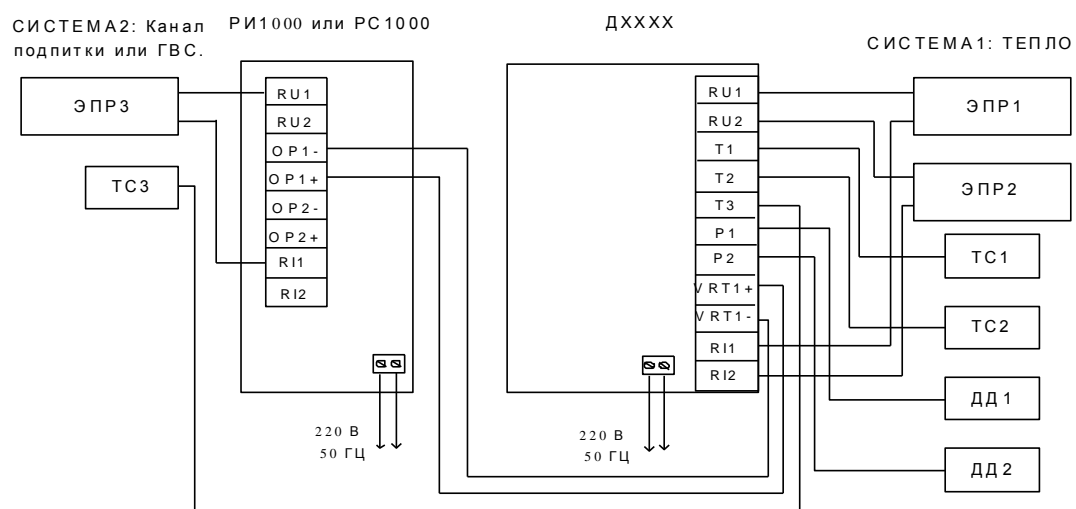 СИСТЕМА2: Канал
подпитки или ГВС.
РИ1000 или РС1000
ДХХХХ
СИСТЕМА1: ТЕПЛО
ЭПР3
ТС3
RU1
RU2
OP1-
OP1+
OP2-
OP2+
RI1
RI2
220 В
50 ГЦ
RU1
RU2
T1
T2
T3
P1
P2
VRT1+
VRT1-
RI1
RI2
220 В
50 ГЦ
ЭПР1
ЭПР2
ТС1
ТС2
ДД1
ДД2